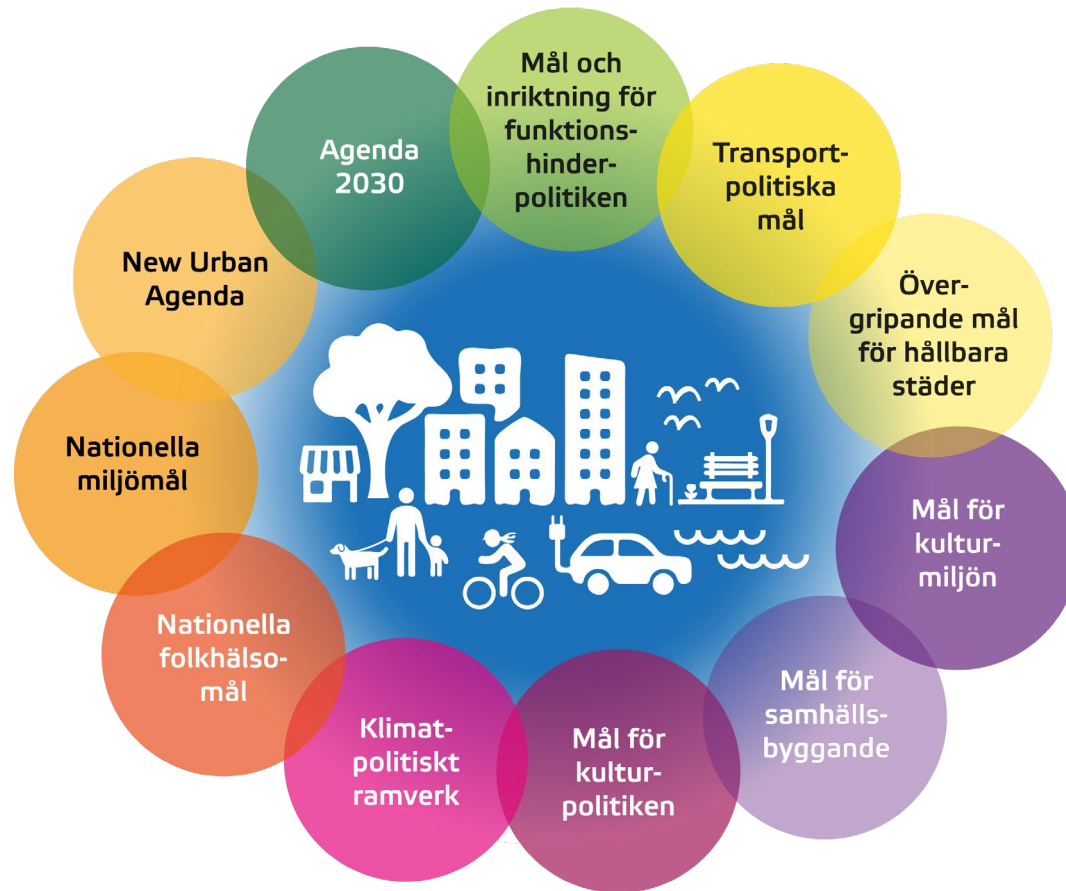 Mål och
inriktning för
funktions-
hinder-
politiken
Transport-
politiska
mål
Över-
gripande mål
för hållbara
städer
Mål för
kultur-
miljön
Mål för
samhälls-
byggande
Mål för
kultur-
politiken
Klimat-
politiskt
ramverk
Nationella
folkhälso-
mål
Nationella
miljömål
New Urban
Agenda
Agenda
2030